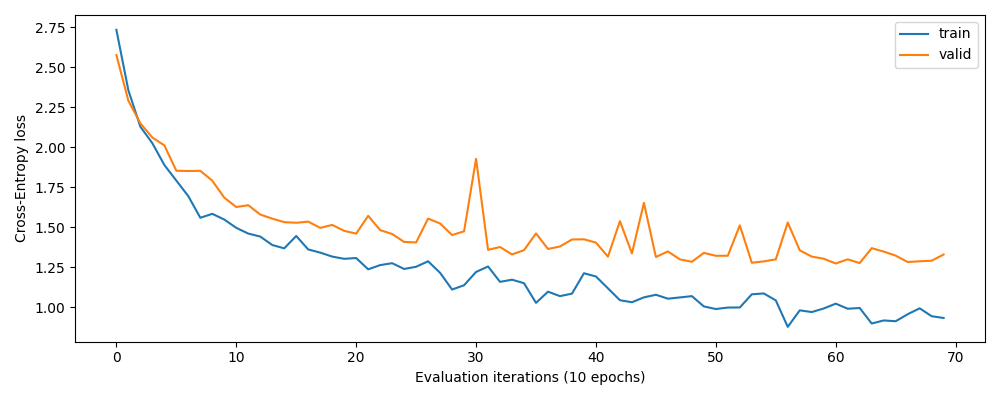 2.75
2.50
2.25
2.00
1.75
1.50
1.25
1.00
Cross-Entropy loss
train
valid
0 10 20 30 40 50 60 70
Evaluation iterations (10 epochs)